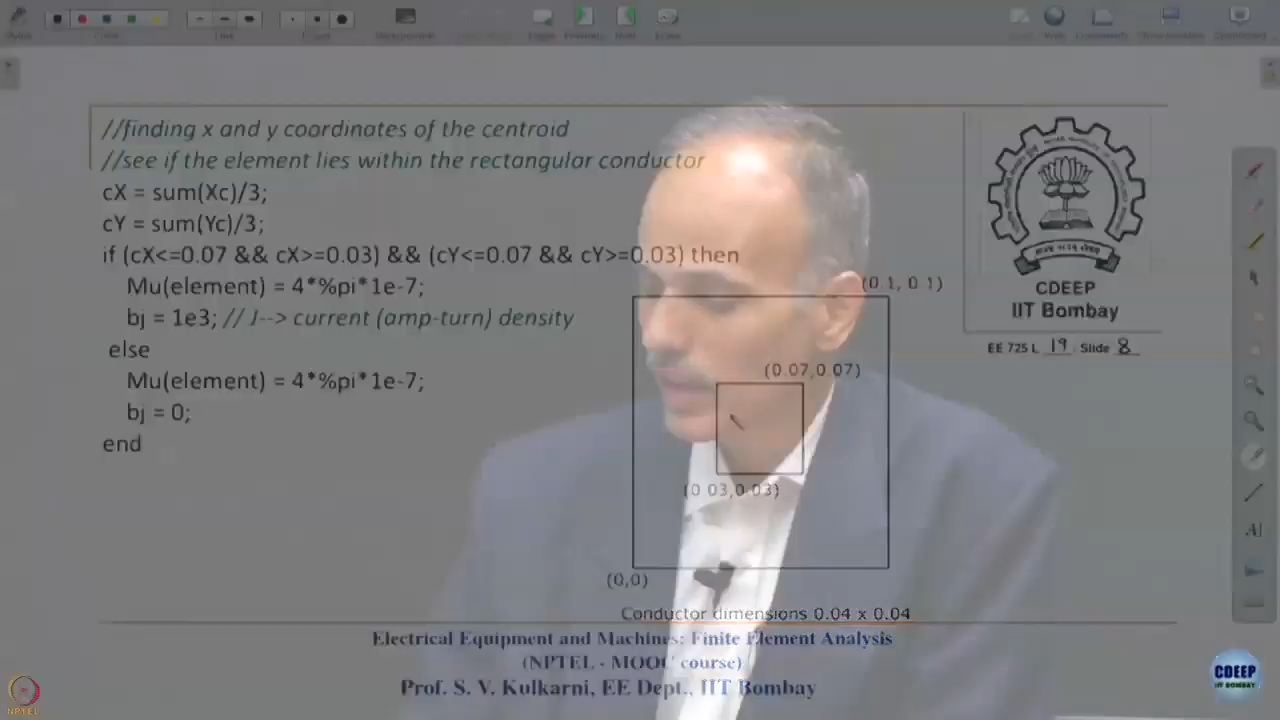 //finding x and y coordinates of the centroid
//see if the element lies within the rectangular conductor
cX = sum(Xc)/3;
cY = sum(Yc)/3;
if (cX<=0.07 && cX>=0.03) && (cY<=0.07 && cY>=0.03) then
Mu(element) = 4*%pi*1e-7;
bj = 1e3; // J--> current (amp-turn) density
else
Mu(element) = 4*%pi*1e-7;
bj = 0;
end
(0.1, 0.1)
(0.07,0.07)
(0.03,0.03)
(0,0)
Conductor dimensions 0.04 x 0.04
CDEEP
IIT Bombay
EE 725 L 19 . Slide 8
Electrical Equipment and Machines: Finite Element Analysis
(NPTEL - MOOC course)
Prof. S. V. Kulkarni, EE Dept., IIT Bombay
NPTEL
CDEEP
IIT BOMBAY